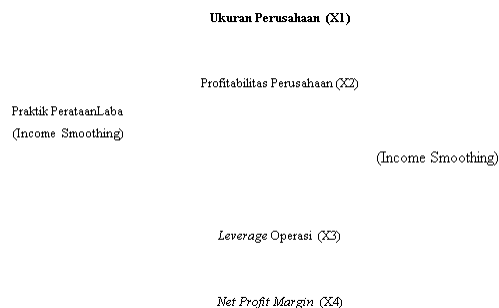 Ukuran Perusahaan (X1)
Profitabilitas Perusahaan (X2)
Praktik PerataanLaba
(Income Smoothing)
(Income Smoothing)
Leverage Operasi (X3)
Net Profit Margin (X4)